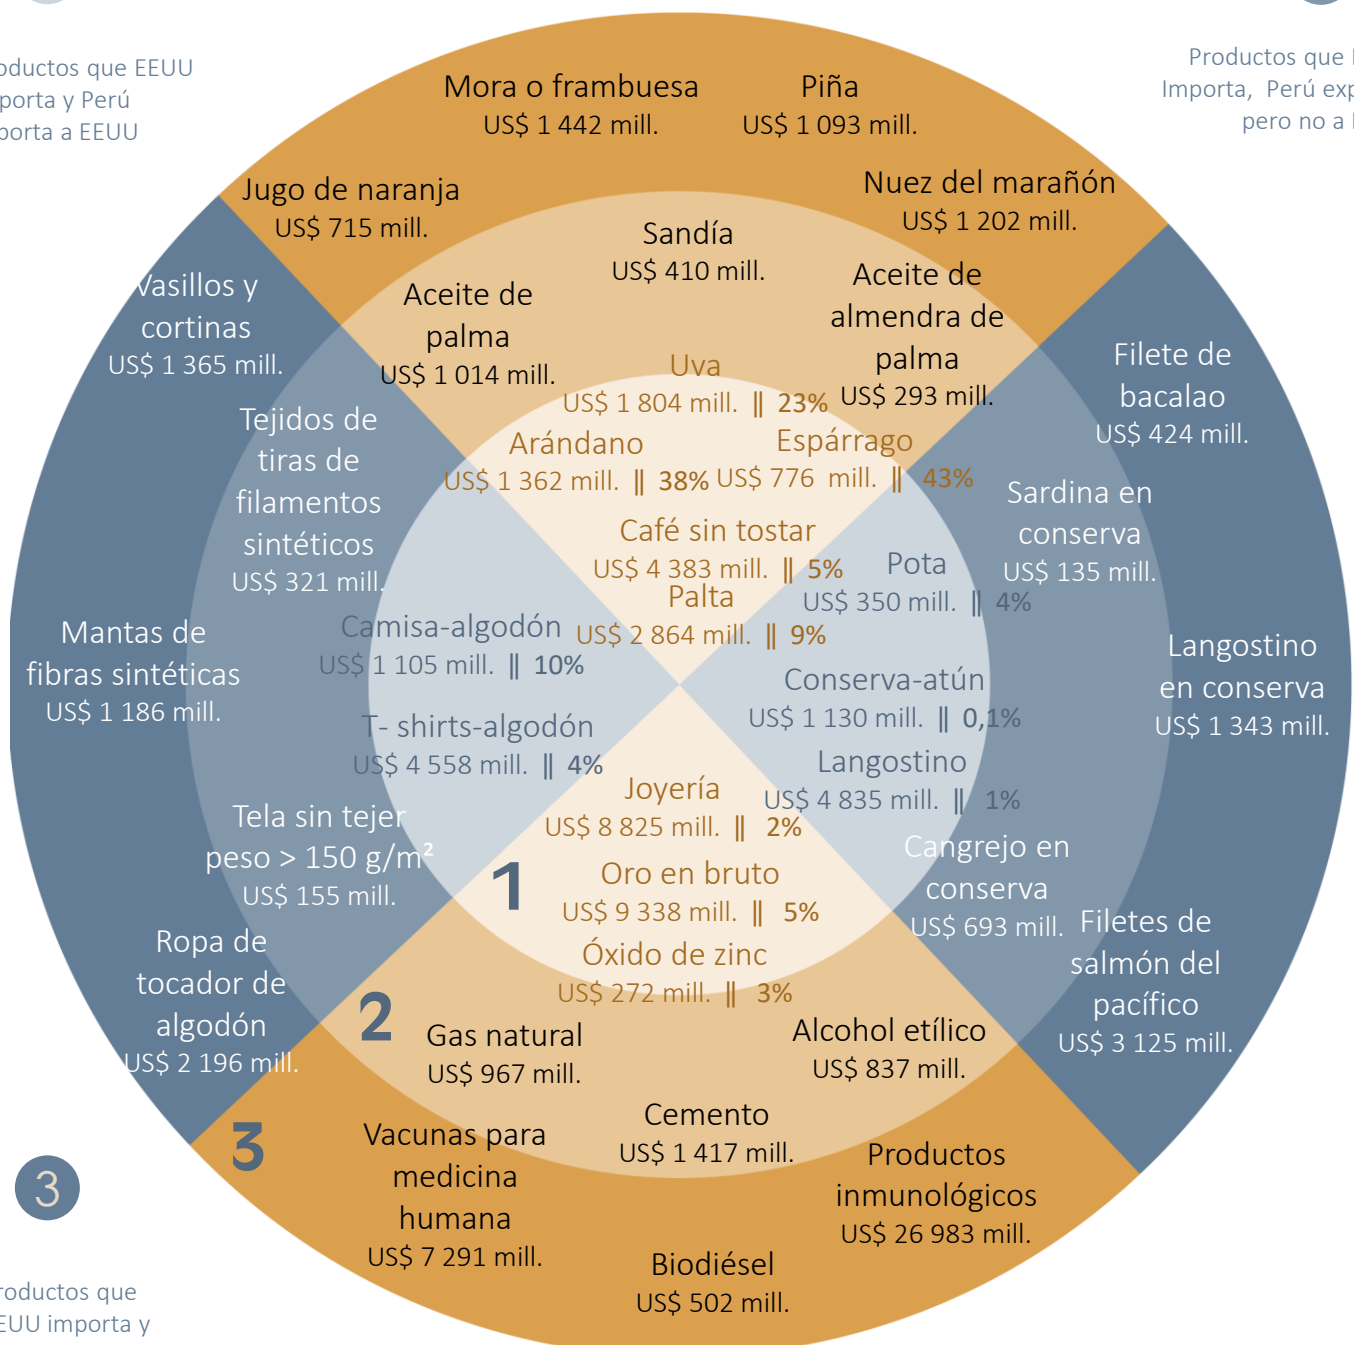 oductos que EEUU
porta y Perú
porta a EEUU
Productos que
Importa, Perú exp
pero no a
Mora o frambuesa
US$ 1 442 mill.
Piña
US$ 1 093 mill.
Jugo de naranja
US$ 715 mill.
Nuez del marañón
US$ 1 202 mill.
Sandía
US$ 410 mill.
Aceite de
palma
US$ 1 014 mill.
Aceite de
almendra de
palma
US$ 293 mill.
Vasillos y
cortinas
US$ 1 365 mill.
Filete de
bacalao
US$ 424 mill.
Uva
US$ 1 804 mill. || 23%
Arándano
US$ 1 362 mill. || 38%
Espárrago
US$ 776 mill. || 43%
Tejidos de
tiras de
filamentos
sintéticos
US$ 321 mill.
Sardina en
conserva
US$ 135 mill.
Café sin tostar
US$ 4 383 mill. || 5%
Palta
US$ 2 864 mill. || 9%
Pota
US$ 350 mill. || 4%
Camisa-algodón
US$ 1 105 mill. || 10%
Mantas de
fibras sintéticas
US$ 1 186 mill.
Langostino
en conserva
US$ 1 343 mill.
Conserva-atún
US$ 1 130 mill. || 0,1%
T- shirts-algodón
US$ 4 558 mill. || 4%
Langostino
US$ 4 835 mill. || 1%
Joyería
US$ 8 825 mill. || 2%
Tela sin tejer
peso > 150 g/m²
US$ 155 mill.
Oro en bruto
US$ 9 338 mill. || 5%
Cangrejo en
conserva
US$ 693 mill.
1
Óxido de zinc
US$ 272 mill. || 3%
Ropa de
tocador de
algodón
US$ 2 196 mill.
Filetes de
salmón del
pacífico
US$ 3 125 mill.
2
Gas natural
US$ 967 mill.
Alcohol etílico
US$ 837 mill.
Cemento
US$ 1 417 mill.
3
Vacunas para
medicina
humana
US$ 7 291 mill.
Productos
inmunológicos
US$ 26 983 mill.
Biodiésel
US$ 502 mill.
3
roductos que
EUU importa y